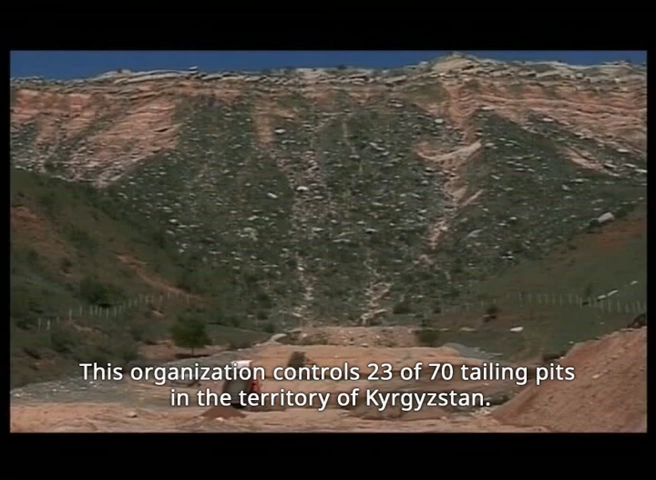 This organization controls 23 of 70 tailing pits
in the territory of Kyrgyzstan.